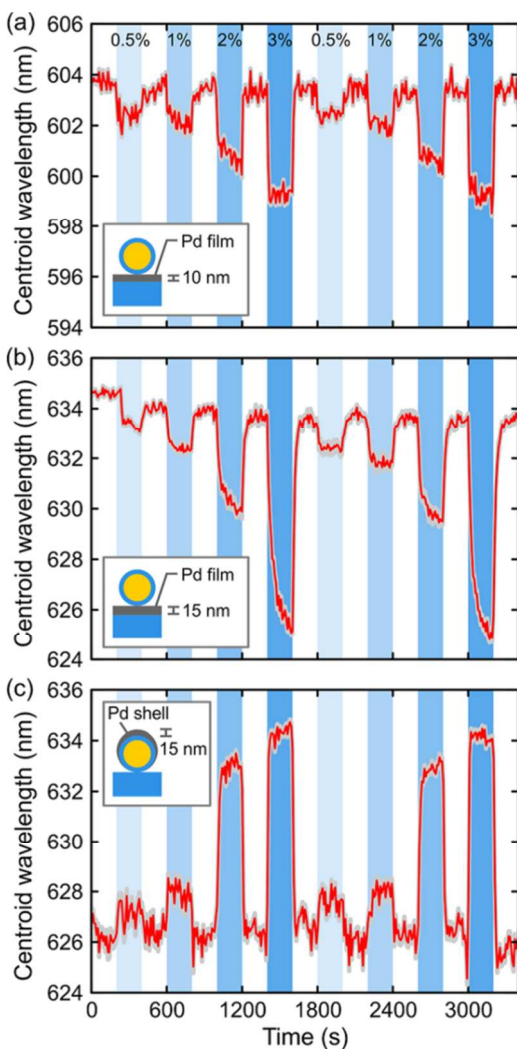 (a)
Centroid wavelength (nm)
606
604
602
600
598
596
594
0.5% 1% 2% 3% 0.5% 1% 2% 3%
Pd film
10 nm
(b)
Centroid wavelength (nm)
636
634
632
630
628
626
624
Pd film
15 nm
(c)
Centroid wavelength (nm)
636
634
632
630
628
626
624
Pd shell
15 nm
0 600 1200 1800 2400 3000
Time (s)